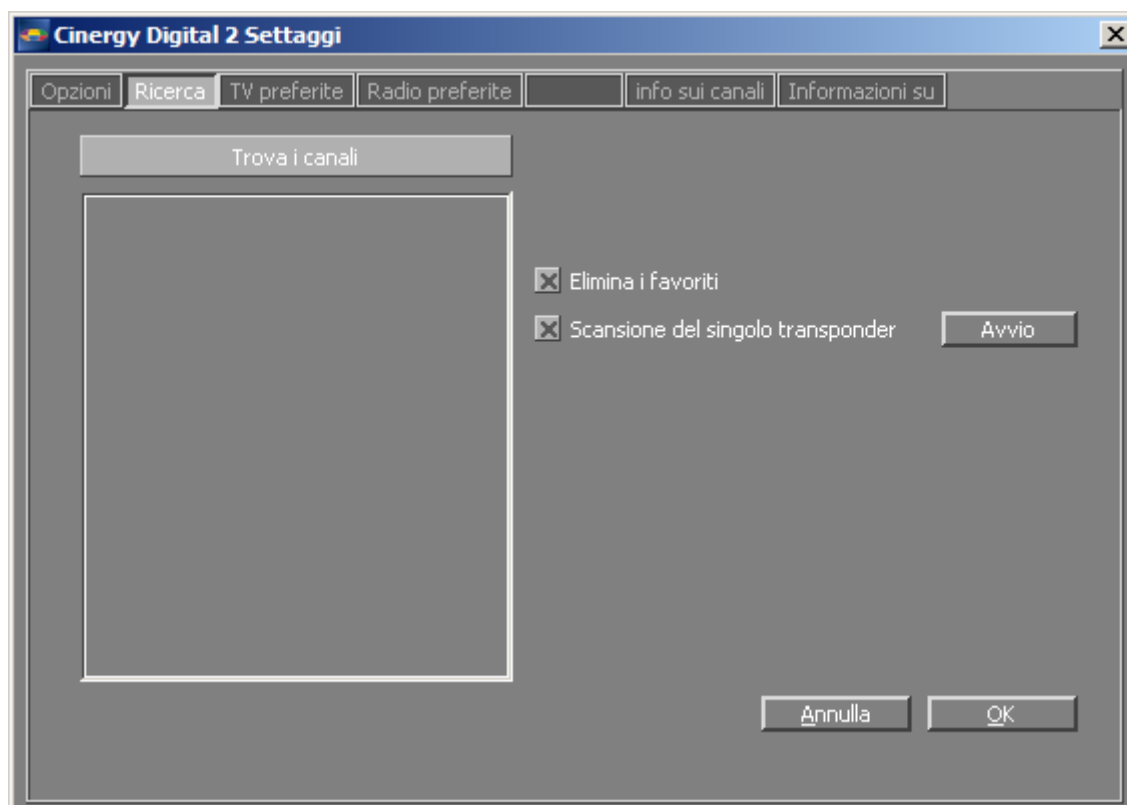 Cinergy Digital 2 Settaggi
Opzioni Ricerca TV preferite Radio preferite info sui canali Informazioni su
Trova i canali
Elimina i favoriti
Scansione del singolo transponder Avvio
Annulla OK